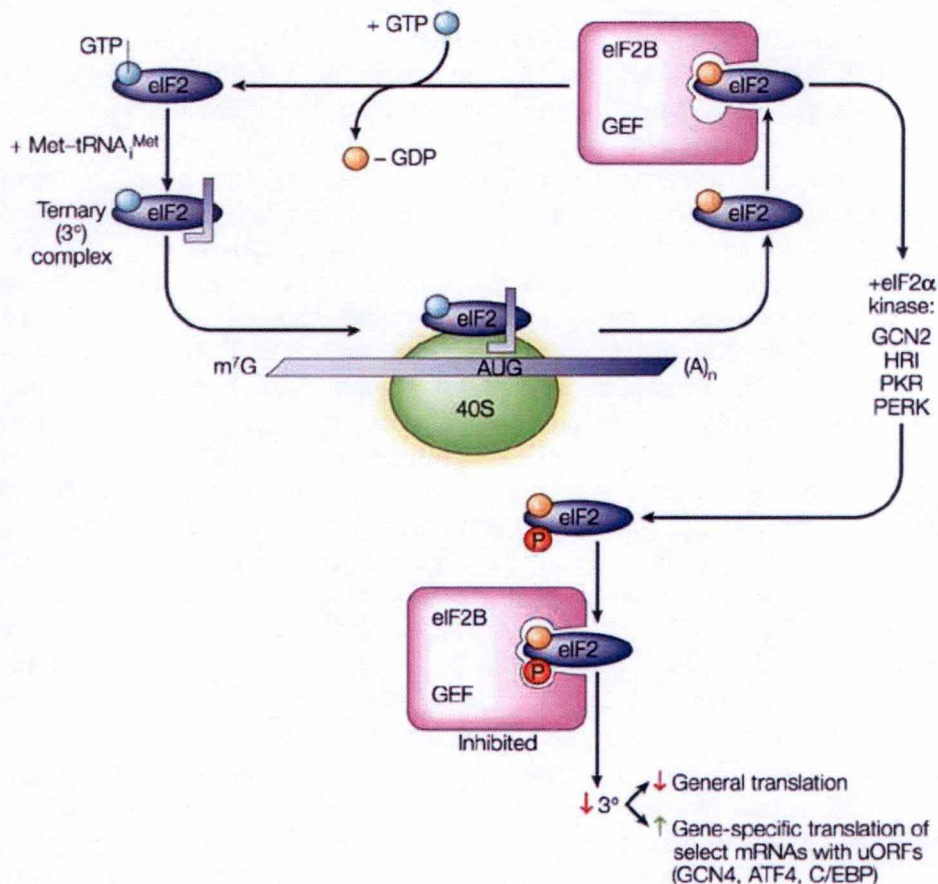 + GTP
GTP
eIF2
eIF2B
eIF2
GEF
+ Met–tRNAᵢᴹᵉᵗ
– GDP
Ternary
(3°)
complex
eIF2
eIF2
+eIF2α
kinase:
GCN2
HRI
PKR
PERK
eIF2
m⁷G
AUG
(A)ₙ
40S
eIF2
P
eIF2B
eIF2
P
GEF
Inhibited
↓ 3°
↓ General translation
↑ Gene-specific translation of
select mRNAs with uORFs
(GCN4, ATF4, C/EBP)